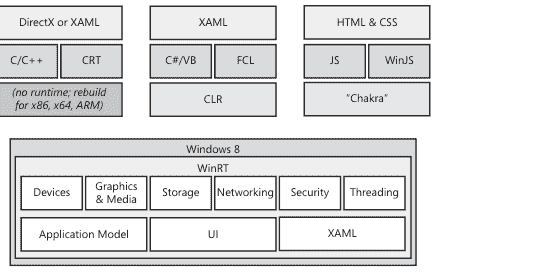 DirectX or XAML
XAML
HTML & CSS
C/C++
CRT
C#/VB
FCL
JS
WinJS
(no runtime; rebuild
for x86, x64, ARM)
CLR
“Chakra”
Windows 8
WinRT
Devices
Graphics
& Media
Storage
Networking
Security
Threading
Application Model
UI
XAML